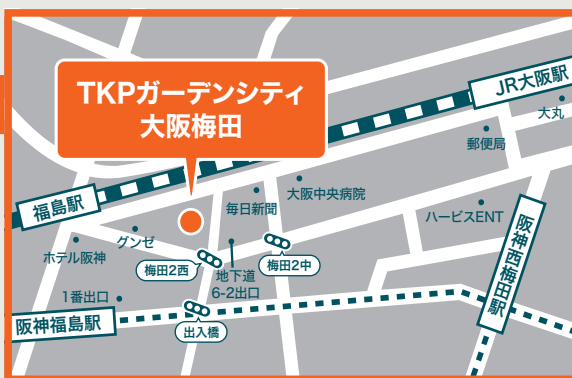 TKPガーデンシティ
大阪梅田
JR大阪駅
大丸
郵便局
福島駅
毎日新聞
大阪中央病院
ハービスENT
グンゼ
ホテル阪神
梅田2西
地下道
6-2出口
梅田2中
阪神西梅田駅
1番出口
阪神福島駅
出入橋